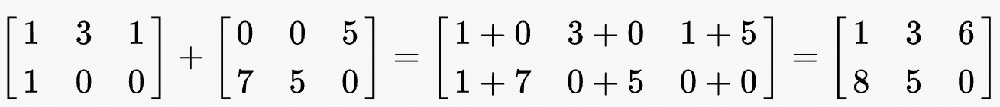 [1 3 1] + [0 0 5] = [1 + 0 3 + 0 1 + 5] = [1 3 6]
[1 0 0] [7 5 0] [1 + 7 0 + 5 0 + 0] [8 5 0]